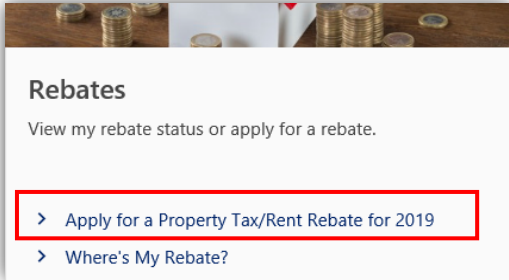 Rebates
View my rebate status or apply for a rebate.
Apply for a Property Tax/Rent Rebate for 2019
Where's My Rebate?